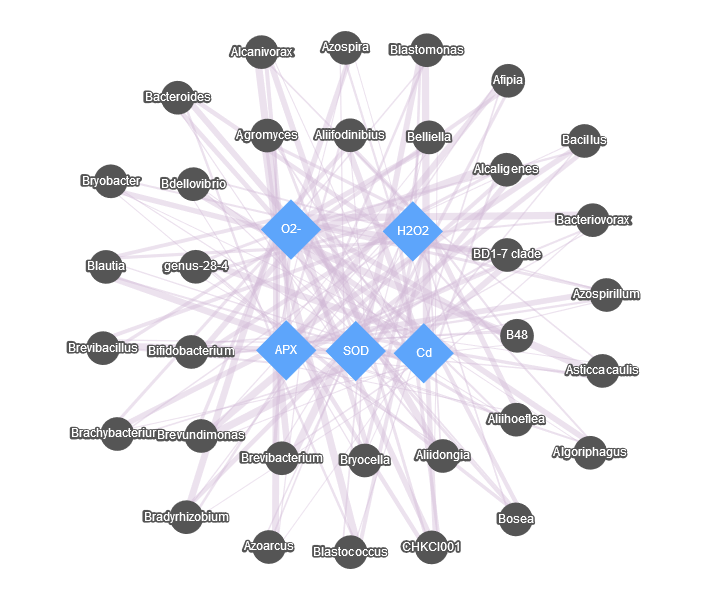 Alcanivorax
Azospira
Blastomonas
Afipia
Bacteroides
Agromyces
Aliifodinibius
Belliella
Bacillus
Alcaligenes
Bryobacter
Bdellovibrio
Bacteriovorax
O2-
H2O2
BD1-7 clade
Blautia
genus-28-4
Azospirillum
B48
Brevibacillus
Bifidobacterium
APX
SOD
Cd
Asticcacaulis
Aliihoeflea
Brachybacterium
Brevundimonas
Algoriphagus
Brevibacterium
Bryocella
Aliidongia
Bradyrhizobium
Bosea
Azoarcus
Blastococcus
CHKCI001